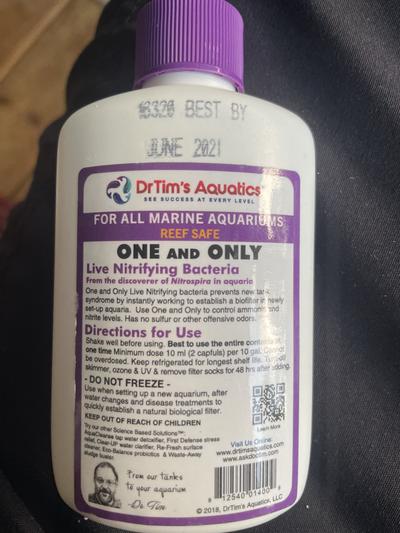 BEST BY
JUNE 2021
DrTim's Aquatics
SEE SUCCESS AT EVERY LEVEL
FOR ALL MARINE AQUARIUMS
REEF SAFE
ONE AND ONLY
Live Nitrifying Bacteria
From the discoverer of Nitrospira in aquaria
One and Only Live Nitrifying bacteria prevents new tank
syndrome by instantly working to establish a biofilter in newly
set-up aquaria. Use One and Only to control ammonia and
nitrite levels. Has no sulfur or other offensive odors.
Directions for Use
Shake well before using. Best to use the entire contents at
one time Minimum dose 10 ml (2 capfuls) per 10 gal. Cannot
be overdosed. Keep refrigerated for longest shelf life. Turn off
skimmer, ozone & UV & remove filter socks for 48 hrs after adding.
- DO NOT FREEZE -
Use when setting up a new aquarium, after
water changes and disease treatments to
quickly establish a natural biological filter.
KEEP OUT OF REACH OF CHILDREN
Try our other Science Based Solutions™:
AquaCleanse tap water detoxifier, First Defense stress
relief, Clear-UP water clarifier, Re-Fresh surface
cleaner, Eco-Balance probiotics & Waste-Away
sludge buster.
Learn More
Visit Us Online:
www.drtimsaquatics.com
www.askdoctim.com
From our tanks
to your aquarium
-Dr. Tim
© 2018, DrTim's Aquatics, LLC